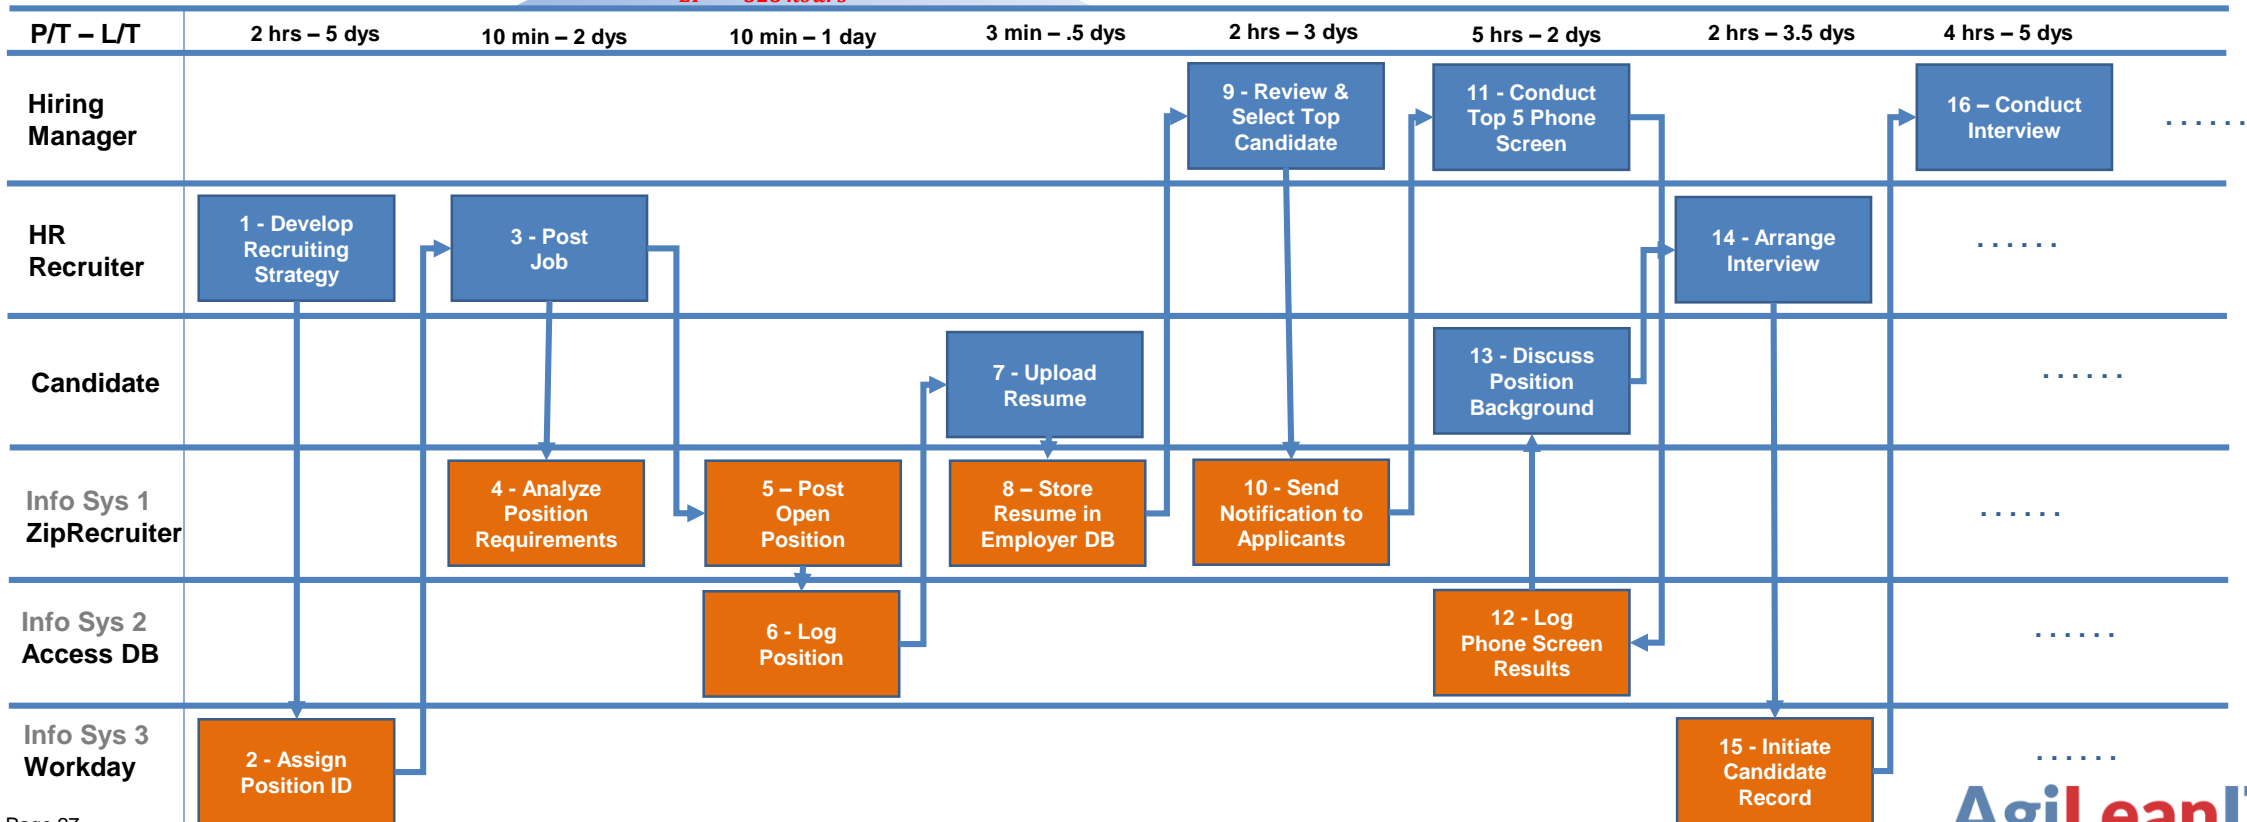 P/T – L/T
2 hrs – 5 dys
10 min – 2 dys
10 min – 1 day
3 min – .5 dys
2 hrs – 3 dys
5 hrs – 2 dys
2 hrs – 3.5 dys
4 hrs – 5 dys
Hiring
Manager
9 - Review &
Select Top
Candidate
11 - Conduct
Top 5 Phone
Screen
16 – Conduct
Interview
. . . . . .
HR
Recruiter
1 - Develop
Recruiting
Strategy
3 - Post
Job
14 - Arrange
Interview
. . . . . .
Candidate
7 - Upload
Resume
13 - Discuss
Position
Background
. . . . . .
Info Sys 1
ZipRecruiter
4 - Analyze
Position
Requirements
5 – Post
Open
Position
8 – Store
Resume in
Employer DB
10 - Send
Notification to
Applicants
. . . . . .
Info Sys 2
Access DB
6 - Log
Position
12 - Log
Phone Screen
Results
. . . . . .
Info Sys 3
Workday
2 - Assign
Position ID
15 - Initiate
Candidate
Record
. . . . . .
AgiLeanIT